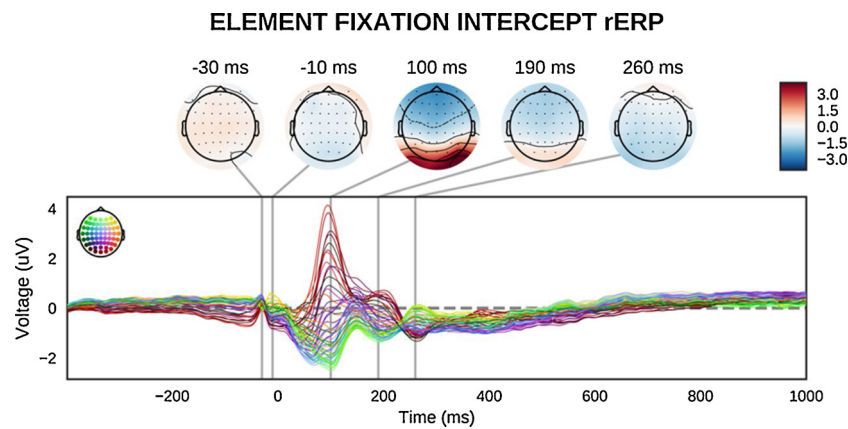 ELEMENT FIXATION INTERCEPT rERP
-30 ms -10 ms 100 ms 190 ms 260 ms
3.0
1.5
0.0
−1.5
−3.0
4
2
0
−2
Voltage (uV)
−200 0 200 400 600 800 1000
Time (ms)